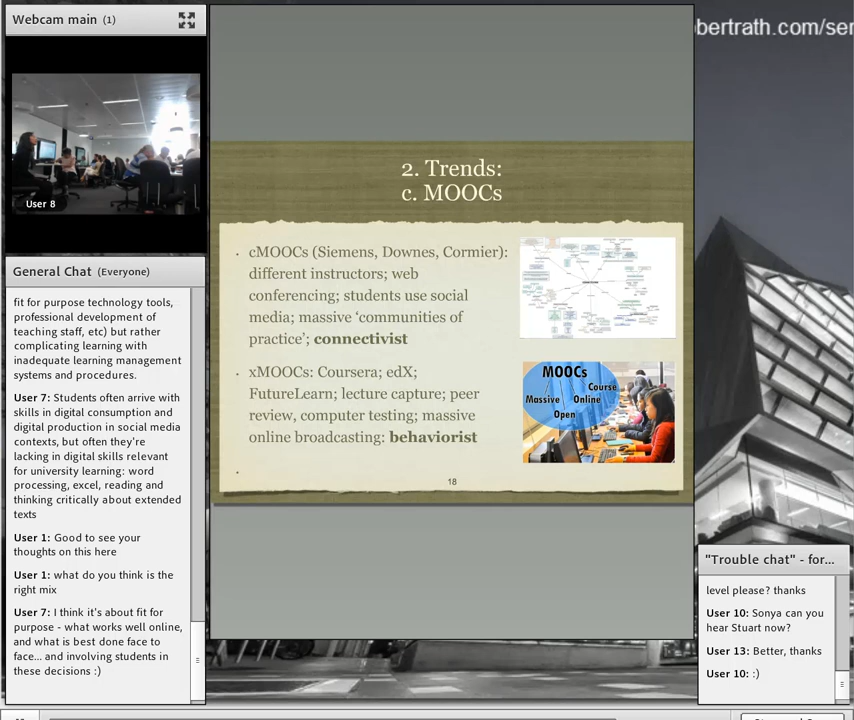 Webcam main (1)
User 8
General Chat (Everyone)
fit for purpose technology tools,
professional development of
teaching staff, etc) but rather
complicating learning with
inadequate learning management
systems and procedures.
User 7: Students often arrive with
skills in digital consumption and
digital production in social media
contexts, but often they're
lacking in digital skills relevant
for university learning: word
processing, excel, reading and
thinking critically about extended
texts
User 1: Good to see your
thoughts on this here
User 1: what do you think is the
right mix
User 7: I think it's about fit for
purpose - what works well online,
and what is best done face to
face... and involving students in
these decisions :)
2. Trends:
c. MOOCs
cMOOCs (Siemens, Downes, Cormier):
different instructors; web
conferencing; students use social
media; massive ‘communities of
practice’; connectivist
xMOOCs: Coursera; edX;
FutureLearn; lecture capture; peer
review, computer testing; massive
online broadcasting: behaviorist
MOOCs
Course
Massive Online
Open
18
bertrath.com/ser
"Trouble chat" - for...
level please? thanks
User 10: Sonya can you
hear Stuart now?
User 13: Better, thanks
User 10: :)